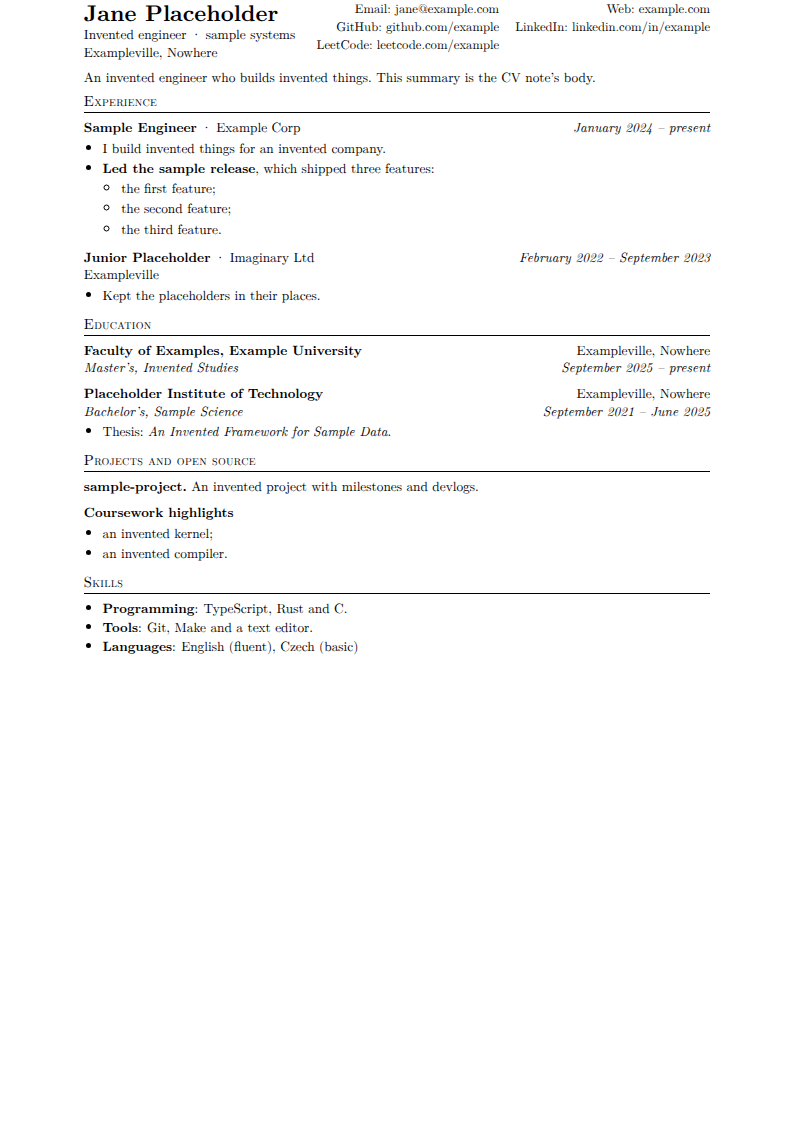 Jane Placeholder
Invented engineer · sample systems
Exampleville, Nowhere
Email: jane@example.com
GitHub: github.com/example
LeetCode: leetcode.com/example
Web: example.com
LinkedIn: linkedin.com/in/example
An invented engineer who builds invented things. This summary is the CV note's body.
Experience
Sample Engineer · Example Corp January 2024 – present
• I build invented things for an invented company.
• Led the sample release, which shipped three features:
◦ the first feature;
◦ the second feature;
◦ the third feature.
Junior Placeholder · Imaginary Ltd February 2022 – September 2023
Exampleville
• Kept the placeholders in their places.
Education
Faculty of Examples, Example University Exampleville, Nowhere
Master's, Invented Studies September 2025 – present
Placeholder Institute of Technology Exampleville, Nowhere
Bachelor's, Sample Science September 2021 – June 2025
• Thesis: An Invented Framework for Sample Data.
Projects and open source
sample-project. An invented project with milestones and devlogs.
Coursework highlights
• an invented kernel;
• an invented compiler.
Skills
• Programming: TypeScript, Rust and C.
• Tools: Git, Make and a text editor.
• Languages: English (fluent), Czech (basic)